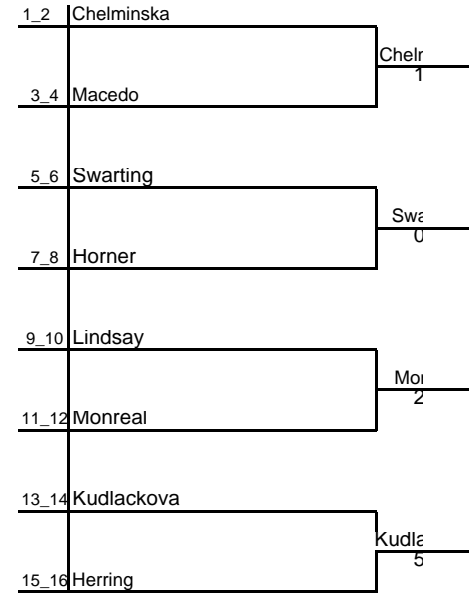 1_2 Chelminska
Chelr
1
3_4 Macedo
5_6 Swarting
Swa
0
7_8 Horner
9_10 Lindsay
Mor
2
11_12 Monreal
13_14 Kudlackova
Kudla
5
15_16 Herring